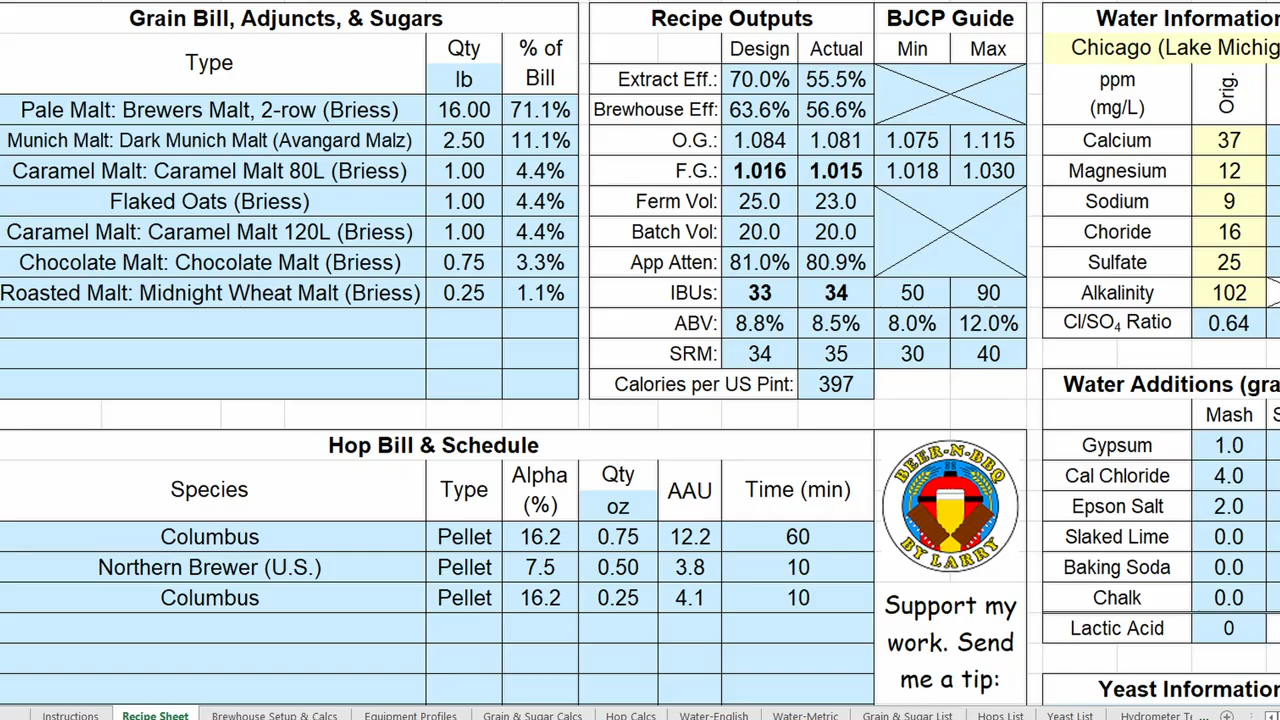 Grain Bill, Adjuncts, & Sugars
Type Qty % of
lb Bill
Pale Malt: Brewers Malt, 2-row (Briess) 16.00 71.1%
Munich Malt: Dark Munich Malt (Avangard Malz) 2.50 11.1%
Caramel Malt: Caramel Malt 80L (Briess) 1.00 4.4%
Flaked Oats (Briess) 1.00 4.4%
Caramel Malt: Caramel Malt 120L (Briess) 1.00 4.4%
Chocolate Malt: Chocolate Malt (Briess) 0.75 3.3%
Roasted Malt: Midnight Wheat Malt (Briess) 0.25 1.1%
Recipe Outputs BJCP Guide
Design Actual Min Max
Extract Eff.: 70.0% 55.5%
Brewhouse Eff: 63.6% 56.6%
O.G.: 1.084 1.081 1.075 1.115
F.G.: 1.016 1.015 1.018 1.030
Ferm Vol: 25.0 23.0
Batch Vol: 20.0 20.0
App Atten: 81.0% 80.9%
IBUs: 33 34 50 90
ABV: 8.8% 8.5% 8.0% 12.0%
SRM: 34 35 30 40
Calories per US Pint: 397
Water Information
Chicago (Lake Michig
ppm Orig.
(mg/L)
Calcium 37
Magnesium 12
Sodium 9
Choride 16
Sulfate 25
Alkalinity 102
Cl/SO4 Ratio 0.64
Hop Bill & Schedule
Species Type Alpha (%) Qty oz AAU Time (min)
Columbus Pellet 16.2 0.75 12.2 60
Northern Brewer (U.S.) Pellet 7.5 0.50 3.8 10
Columbus Pellet 16.2 0.25 4.1 10
BEER-N-BBQ
BY LARRY
Support my
work. Send
me a tip:
Water Additions (gra
Mash S
Gypsum 1.0
Cal Chloride 4.0
Epson Salt 2.0
Slaked Lime 0.0
Baking Soda 0.0
Chalk 0.0
Lactic Acid 0
Yeast Information
Instructions Recipe Sheet Brewhouse Setup & Calcs Equipment Profiles Grain & Sugar Calcs Hop Calcs Water-English Water-Metric Grain & Sugar List Hops List Yeast List Hydrometer Te ...